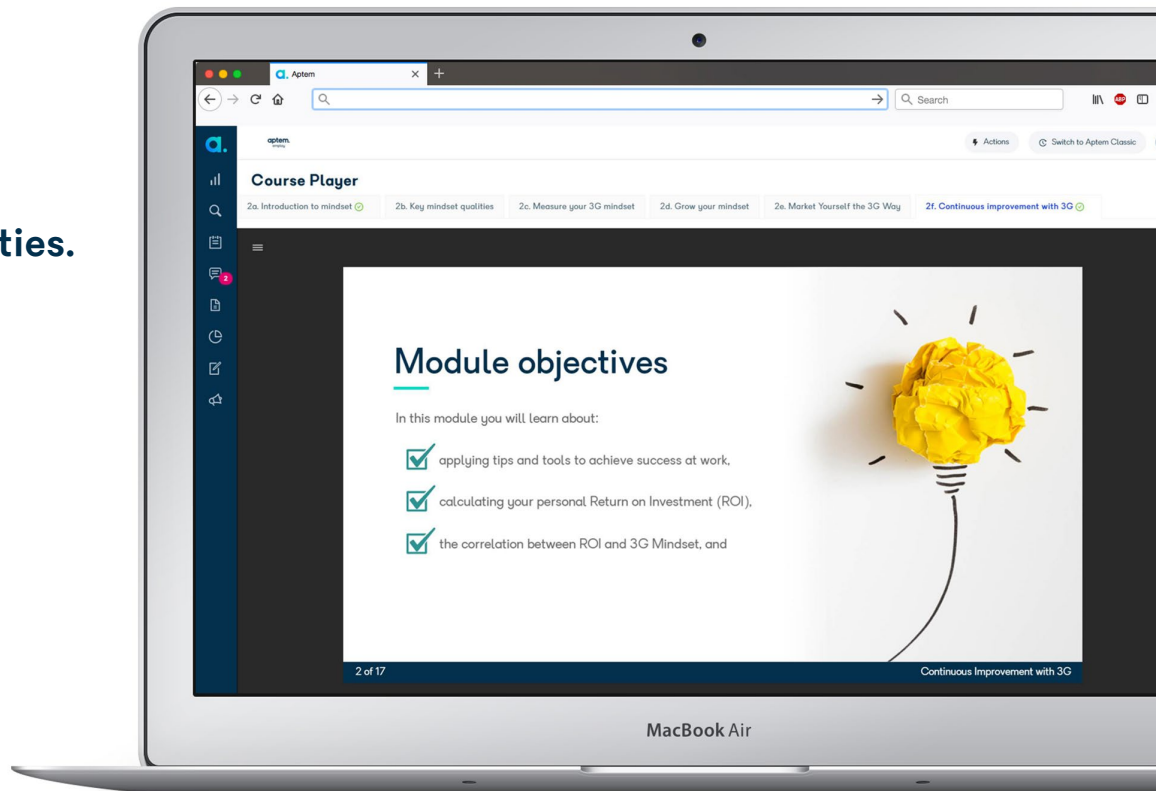 Aptem
Search
ABP
a.
aptem.
Actions
Switch to Aptem Classic
Course Player
2a. Introduction to mindset
2b. Key mindset qualities
2c. Measure your 3G mindset
2d. Grow your mindset
2e. Market Yourself the 3G Way
2f. Continuous improvement with 3G
ties.
2
Module objectives
In this module you will learn about:
applying tips and tools to achieve success at work,
calculating your personal Return on Investment (ROI),
the correlation between ROI and 3G Mindset, and
2 of 17
Continuous Improvement with 3G
MacBook Air